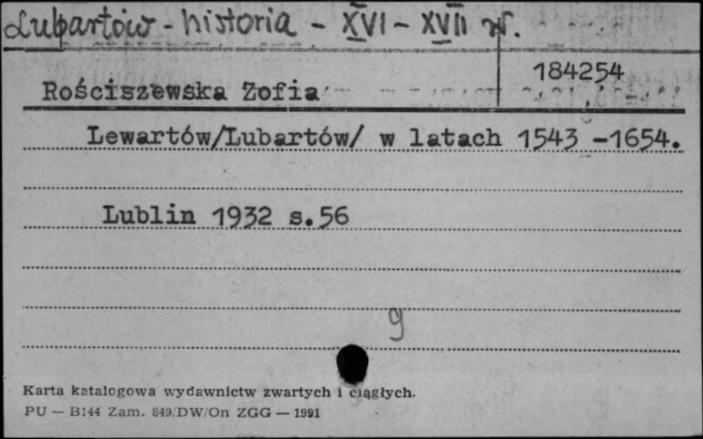 Lubartów - historia - XVI - XVII w.
184254
Rościszewska Zofia
Lewartów/Lubartów/ w latach 1543 -1654.
Lublin 1932 s.56
9
Karta katalogowa wydawnictw zwartych i ciągłych.
PU — B144 Zam. 849/DW/On ZGG — 1991